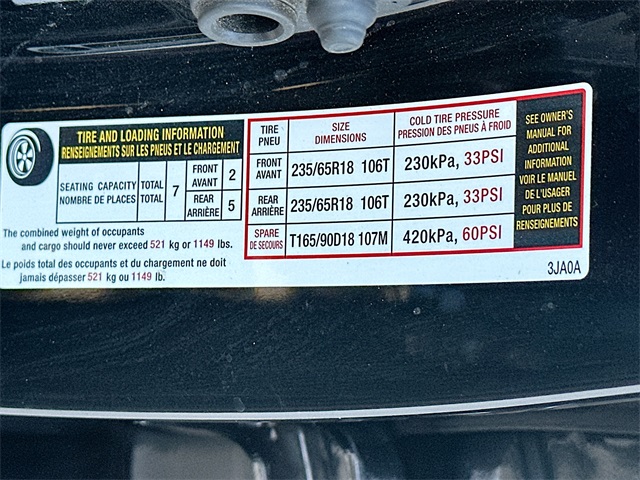 TIRE AND LOADING INFORMATION
RENSEIGNEMENTS SUR LES PNEUS ET LE CHARGEMENT
SEATING CAPACITY
NOMBRE DE PLACES
TOTAL
TOTAL
7
FRONT
AVANT
2
REAR
ARRIÈRE
5
The combined weight of occupants
and cargo should never exceed 521 kg or 1149 lbs.
Le poids total des occupants et du chargement ne doit
jamais dépasser 521 kg ou 1149 lb.
TIRE
PNEU
SIZE
DIMENSIONS
COLD TIRE PRESSURE
PRESSION DES PNEUS À FROID
FRONT
AVANT
235/65R18 106T
230kPa, 33PSI
REAR
ARRIÈRE
235/65R18 106T
230kPa, 33PSI
SPARE
DE SECOURS
T165/90D18 107M
420kPa, 60PSI
SEE OWNER'S
MANUAL FOR
ADDITIONAL
INFORMATION
VOIR LE MANUEL
DE L'USAGER
POUR PLUS DE
RENSEIGNEMENTS
3JA0A